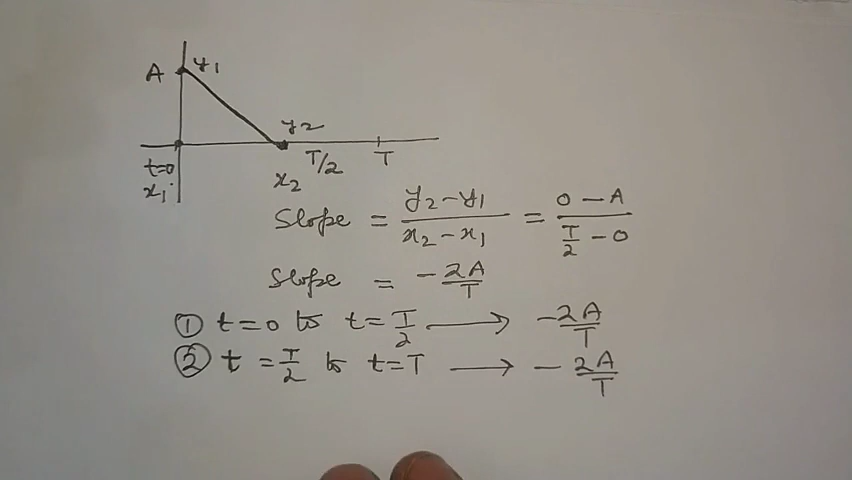 A y1
y2
t=0 T/2 T
x1 x2
Slope = y2-y1 / x2-x1 = 0-A / T/2-0
Slope = -2A/T
① t=0 to t=T/2 → -2A/T
② t=T/2 to t=T → -2A/T